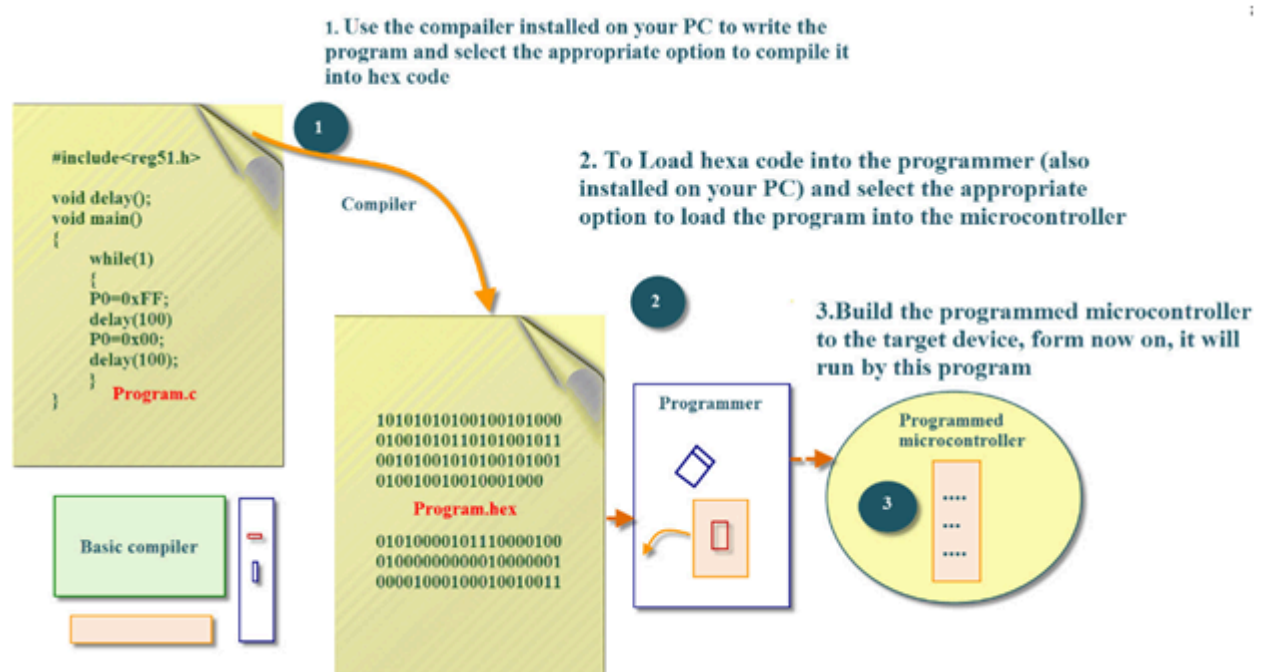 ;
1. Use the compailer installed on your PC to write the
program and select the appropriate option to compile it
into hex code
1
#include<reg51.h>
void delay();
void main()
{
while(1)
{
P0=0xFF;
delay(100)
P0=0x00;
delay(100);
}
Program.c
}
Compiler
2. To Load hexa code into the programmer (also
installed on your PC) and select the appropriate
option to load the program into the microcontroller
2
3.Build the programmed microcontroller
to the target device, form now on, it will
run by this program
10101010100100101000
01001010110101001011
00101001010100101001
010010010010001000
Program.hex
01010000101110000100
01000000000010000001
00001000100010010011
Programmer
Programmed
microcontroller
3
....
...
....
Basic compiler